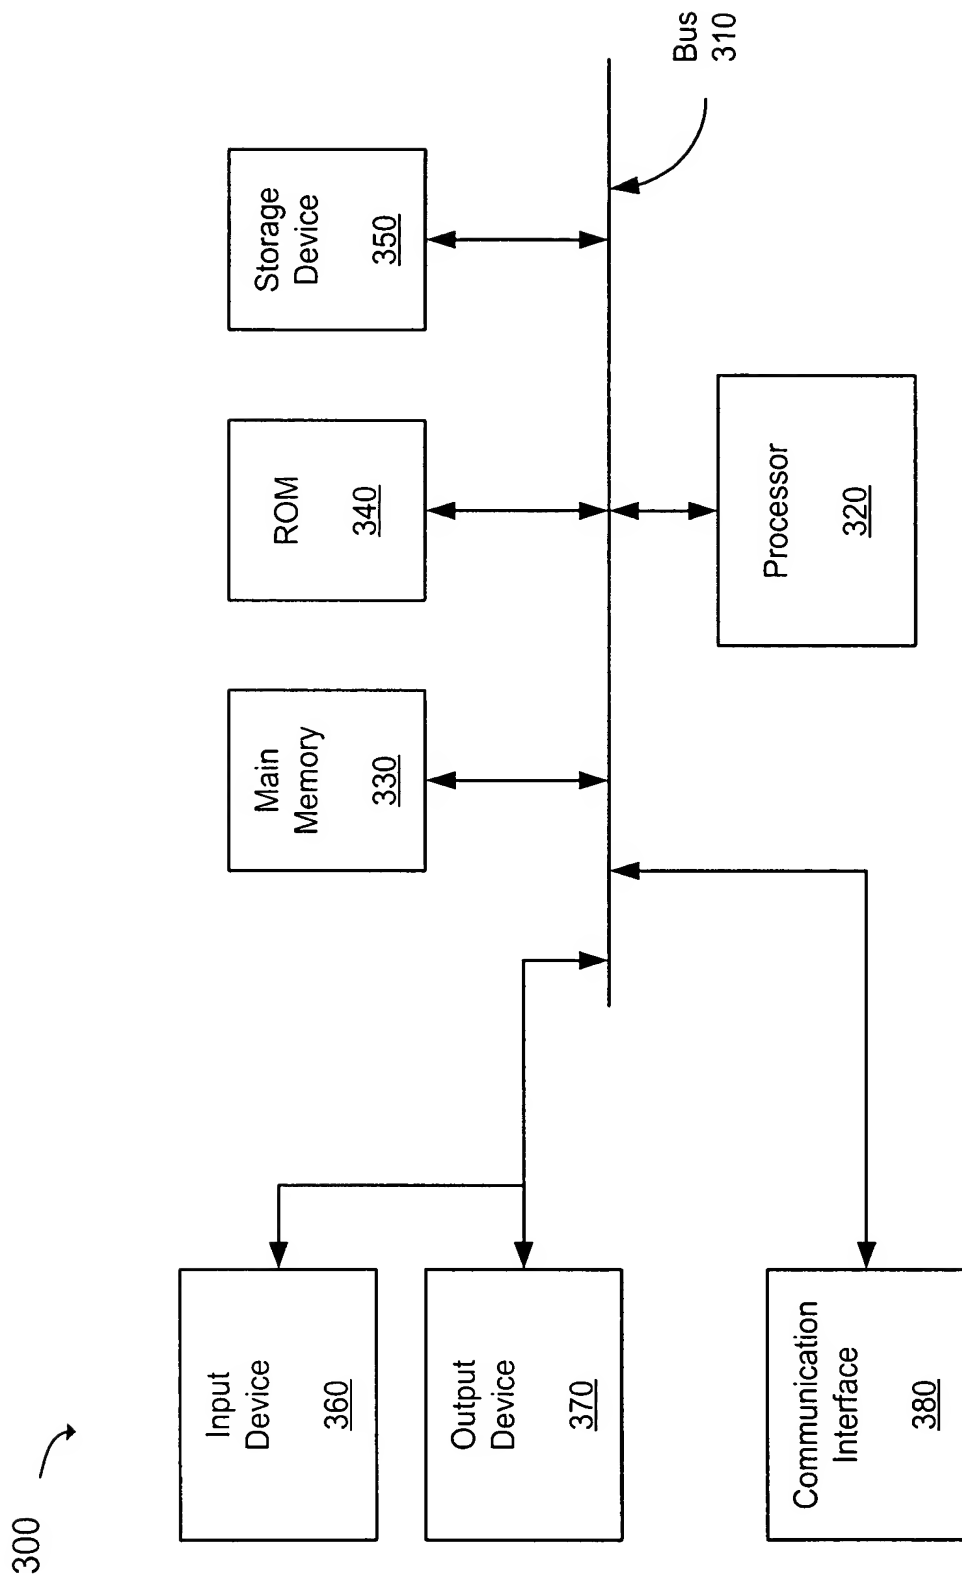 300
Input
Device
360
Output
Device
370
Communication
Interface
380
Main
Memory
330
ROM
340
Storage
Device
350
Processor
320
Bus
310